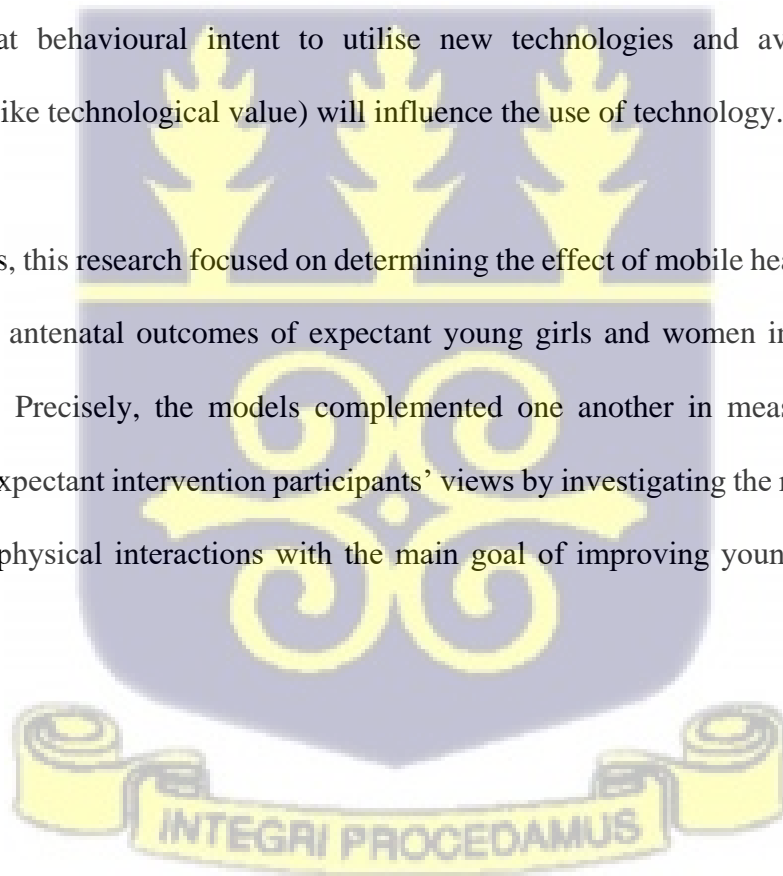 at behavioural intent to utilise new technologies and av
ike technological value) will influence the use of technology.
s, this research focused on determining the effect of mobile hea
antenatal outcomes of expectant young girls and women in
Precisely, the models complemented one another in meas
xpectant intervention participants’ views by investigating the
physical interactions with the main goal of improving youn
INTEGRI PROCEDAMUS